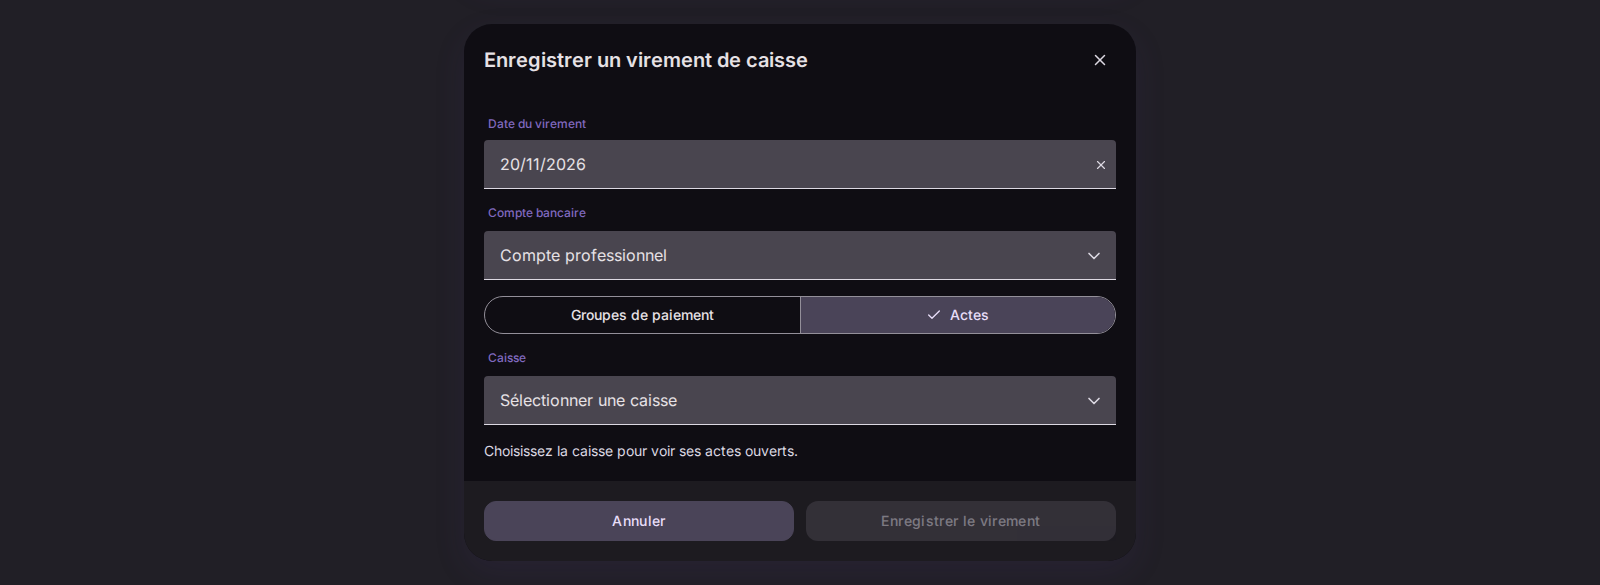 Enregistrer un virement de caisse
Date du virement
20/11/2026
Compte bancaire
Compte professionnel
Groupes de paiement
Actes
Caisse
Sélectionner une caisse
Choisissez la caisse pour voir ses actes ouverts.
Annuler
Enregistrer le virement